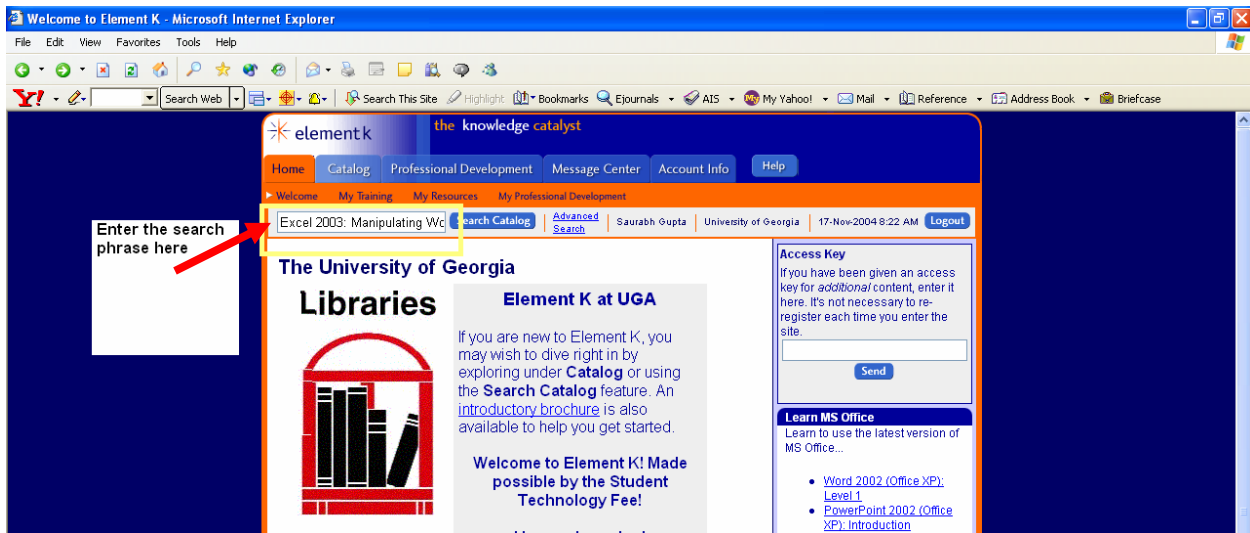 Welcome to Element K - Microsoft Internet Explorer
File Edit View Favorites Tools Help
Y! Search Web Search This Site Highlight Bookmarks Ejournals AIS My Yahoo! Mail Reference Address Book Briefcase
element k the knowledge catalyst
Home Catalog Professional Development Message Center Account Info Help
Welcome My Training My Resources My Professional Development
Excel 2003: Manipulating Search Catalog Advanced Search Saurabh Gupta University of Georgia 17-Nov-2004 8:22 AM Logout
Enter the search
phrase here
The University of Georgia
Libraries
Element K at UGA
If you are new to Element K, you
may wish to dive right in by
exploring under Catalog or using
the Search Catalog feature. An
introductory brochure is also
available to help you get started.
Welcome to Element K! Made
possible by the Student
Technology Fee!
Access Key
If you have been given an access
key for additional content, enter it
here. It's not necessary to re-
register each time you enter the
site.
Send
Learn MS Office
Learn to use the latest version of
MS Office...
Word 2002 (Office XP):
Level 1
PowerPoint 2002 (Office
XP): Introduction